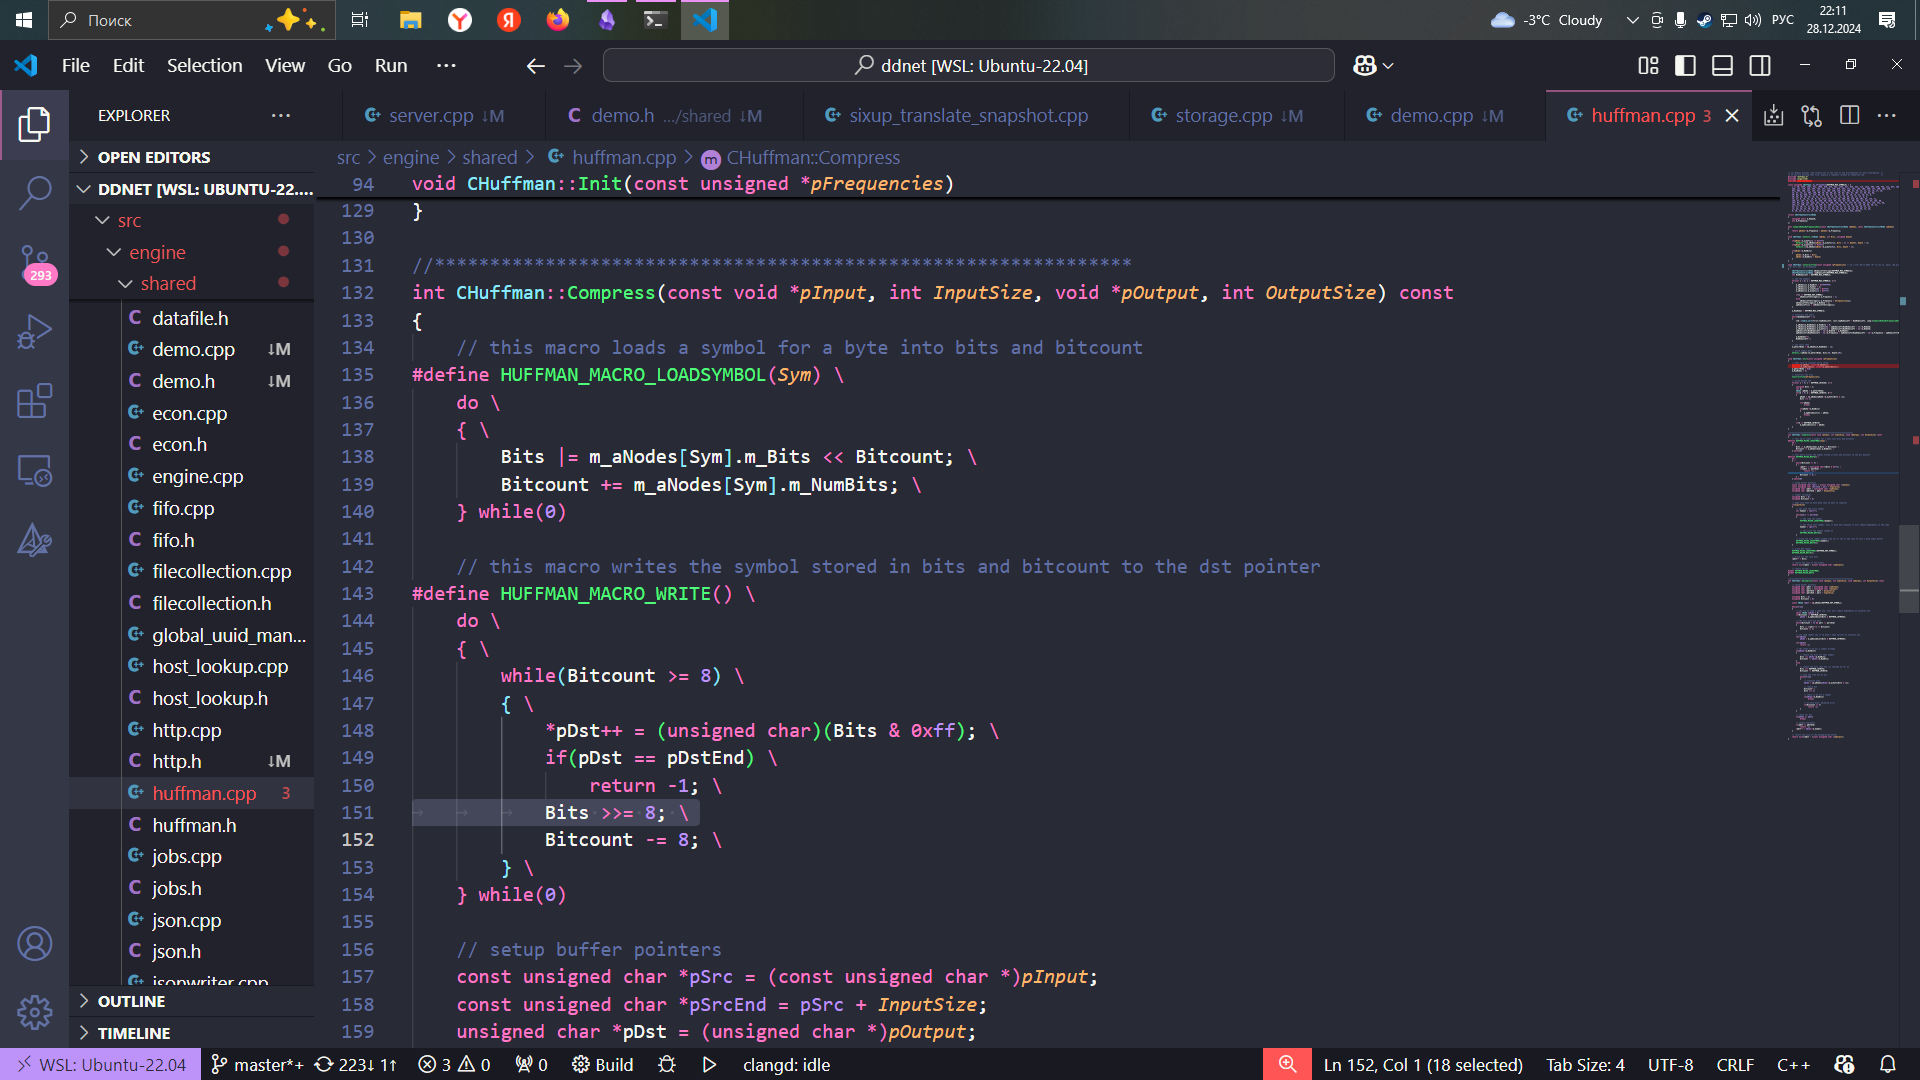 Поиск
-3°C Cloudy
РУС
22:11
28.12.2024
File Edit Selection View Go Run ···
ddnet [WSL: Ubuntu-22.04]
EXPLORER ···
server.cpp ↓M
demo.h .../shared ↓M
sixup_translate_snapshot.cpp
storage.cpp ↓M
demo.cpp ↓M
huffman.cpp 3
OPEN EDITORS
DDNET [WSL: UBUNTU-22....
src
engine
shared
datafile.h
demo.cpp ↓M
demo.h ↓M
econ.cpp
econ.h
engine.cpp
fifo.cpp
fifo.h
filecollection.cpp
filecollection.h
global_uuid_man...
host_lookup.cpp
host_lookup.h
http.cpp
http.h ↓M
huffman.cpp 3
huffman.h
jobs.cpp
jobs.h
json.cpp
json.h
jsonwriter.cpp
OUTLINE
TIMELINE
293
src > engine > shared > huffman.cpp > CHuffman::Compress
94 void CHuffman::Init(const unsigned *pFrequencies)
129 }
130
131 //***************************************************************
132 int CHuffman::Compress(const void *pInput, int InputSize, void *pOutput, int OutputSize) const
133 {
134 // this macro loads a symbol for a byte into bits and bitcount
135 #define HUFFMAN_MACRO_LOADSYMBOL(Sym) \
136 do \
137 { \
138 Bits |= m_aNodes[Sym].m_Bits << Bitcount; \
139 Bitcount += m_aNodes[Sym].m_NumBits; \
140 } while(0)
141
142 // this macro writes the symbol stored in bits and bitcount to the dst pointer
143 #define HUFFMAN_MACRO_WRITE() \
144 do \
145 { \
146 while(Bitcount >= 8) \
147 { \
148 *pDst++ = (unsigned char)(Bits & 0xff); \
149 if(pDst == pDstEnd) \
150 return -1; \
151 Bits >>= 8; \
152 Bitcount -= 8; \
153 } \
154 } while(0)
155
156 // setup buffer pointers
157 const unsigned char *pSrc = (const unsigned char *)pInput;
158 const unsigned char *pSrcEnd = pSrc + InputSize;
159 unsigned char *pDst = (unsigned char *)pOutput;
WSL: Ubuntu-22.04 master*+ 223↓ 1↑ 3 0 0 Build clangd: idle Ln 152, Col 1 (18 selected) Tab Size: 4 UTF-8 CRLF C++